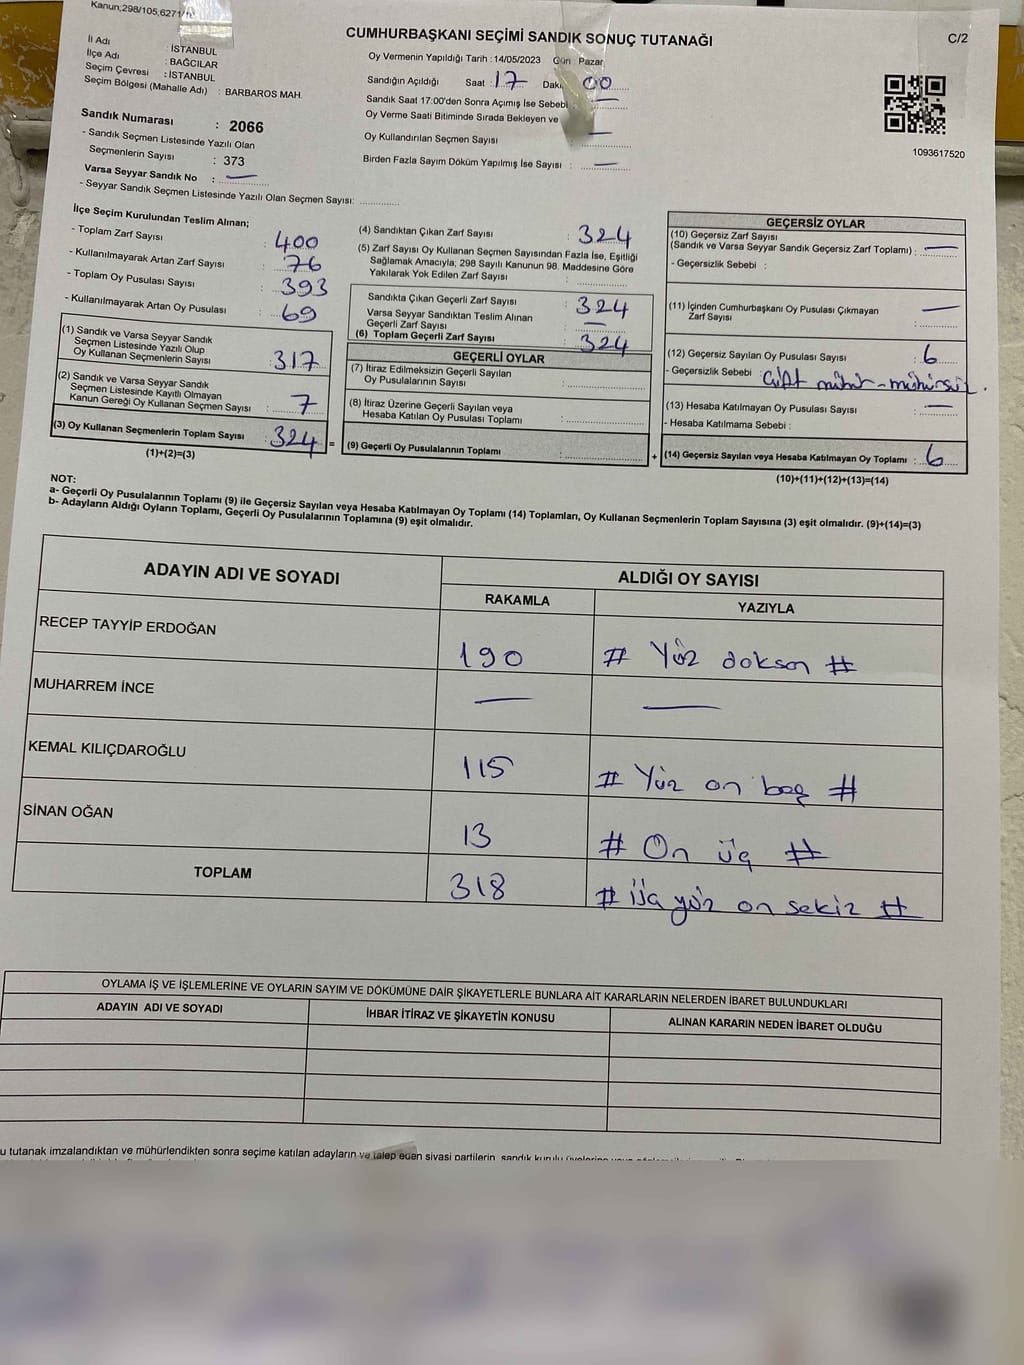 Kanun;298/105,6271/
CUMHURBAŞKANI SEÇİMİ SANDIK SONUÇ TUTANAĞI
C/2
İli Adı : İSTANBUL
İlçe Adı : BAĞCILAR
Seçim Çevresi : İSTANBUL
Seçim Bölgesi (Mahalle Adı) : BARBAROS MAH.
Sandık Numarası : 2066
- Sandık Seçmen Listesinde Yazılı Olan
Seçmenlerin Sayısı : 373
Varsa Seyyar Sandık No : —
- Seyyar Sandık Seçmen Listesinde Yazılı Olan Seçmen Sayısı:
Oy Vermenin Yapıldığı Tarih : 14/05/2023 Gün Pazar
Sandığın Açıldığı Saat : 17 Daki 00
Sandık Saat 17:00'den Sonra Açımış İse Sebebi —
Oy Verme Saati Bitiminde Sırada Bekleyen ve
Oy Kullandırılan Seçmen Sayısı —
Birden Fazla Sayım Döküm Yapılmış İse Sayısı : —
1093617520
İlçe Seçim Kurulundan Teslim Alınan;
- Toplam Zarf Sayısı : 400
- Kullanılmayarak Artan Zarf Sayısı : 76
- Toplam Oy Pusulası Sayısı : 393
- Kullanılmayarak Artan Oy Pusulası : 69
(1) Sandık ve Varsa Seyyar Sandık
Seçmen Listesinde Yazılı Olup
Oy Kullanan Seçmenlerin Sayısı : 317
(2) Sandık ve Varsa Seyyar Sandık
Seçmen Listesinde Kayıtlı Olmayan
Kanun Gereği Oy Kullanan Seçmen Sayısı : 7
(3) Oy Kullanan Seçmenlerin Toplam Sayısı : 324 =
(1)+(2)=(3)
(4) Sandıktan Çıkan Zarf Sayısı : 324
(5) Zarf Sayısı Oy Kullanan Seçmen Sayısından Fazla İse, Eşitliği
Sağlamak Amacıyla; 298 Sayılı Kanunun 98. Maddesine Göre
Yakılarak Yok Edilen Zarf Sayısı :
Sandıkta Çıkan Geçerli Zarf Sayısı : 324
Varsa Seyyar Sandıktan Teslim Alınan
Geçerli Zarf Sayısı : —
(6) Toplam Geçerli Zarf Sayısı : 324
GEÇERLİ OYLAR
(7) İtiraz Edilmeksizin Geçerli Sayılan
Oy Pusulalarının Sayısı :
(8) İtiraz Üzerine Geçerli Sayılan veya
Hesaba Katılan Oy Pusulası Toplamı :
(9) Geçerli Oy Pusulalarının Toplamı : +
GEÇERSİZ OYLAR
(10) Geçersiz Zarf Sayısı
(Sandık ve Varsa Seyyar Sandık Geçersiz Zarf Toplamı) : —
- Geçersizlik Sebebi :
(11) İçinden Cumhurbaşkanı Oy Pusulası Çıkmayan
Zarf Sayısı : —
(12) Geçersiz Sayılan Oy Pusulası Sayısı : 6
- Geçersizlik Sebebi : Çift mühür - mühürsüz.
(13) Hesaba Katılmayan Oy Pusulası Sayısı : —
- Hesaba Katılmama Sebebi :
(14) Geçersiz Sayılan veya Hesaba Katılmayan Oy Toplamı : 6
(10)+(11)+(12)+(13)=(14)
NOT:
a- Geçerli Oy Pusulalarının Toplamı (9) ile Geçersiz Sayılan veya Hesaba Katılmayan Oy Toplamı (14) Toplamları, Oy Kullanan Seçmenlerin Toplam Sayısına (3) eşit olmalıdır. (9)+(14)=(3)
b- Adayların Aldığı Oyların Toplamı, Geçerli Oy Pusulalarının Toplamına (9) eşit olmalıdır.
ADAYIN ADI VE SOYADI ALDIĞI OY SAYISI
RAKAMLA YAZIYLA
RECEP TAYYİP ERDOĞAN 190 # Yüz doksan #
MUHARREM İNCE — —
KEMAL KILIÇDAROĞLU 115 # Yüz on beş #
SİNAN OĞAN 13 # On üç #
TOPLAM 318 # üç yüz on sekiz #
OYLAMA İŞ VE İŞLEMLERİNE VE OYLARIN SAYIM VE DÖKÜMÜNE DAİR ŞİKAYETLERLE BUNLARA AİT KARARLARIN NELERDEN İBARET BULUNDUKLARI
ADAYIN ADI VE SOYADI İHBAR İTİRAZ VE ŞİKAYETİN KONUSU ALINAN KARARIN NEDEN İBARET OLDUĞU
u tutanak imzalandıktan ve mühürlendikten sonra seçime katılan adayların ve talep eden siyasi partilerin, sandık kurulu